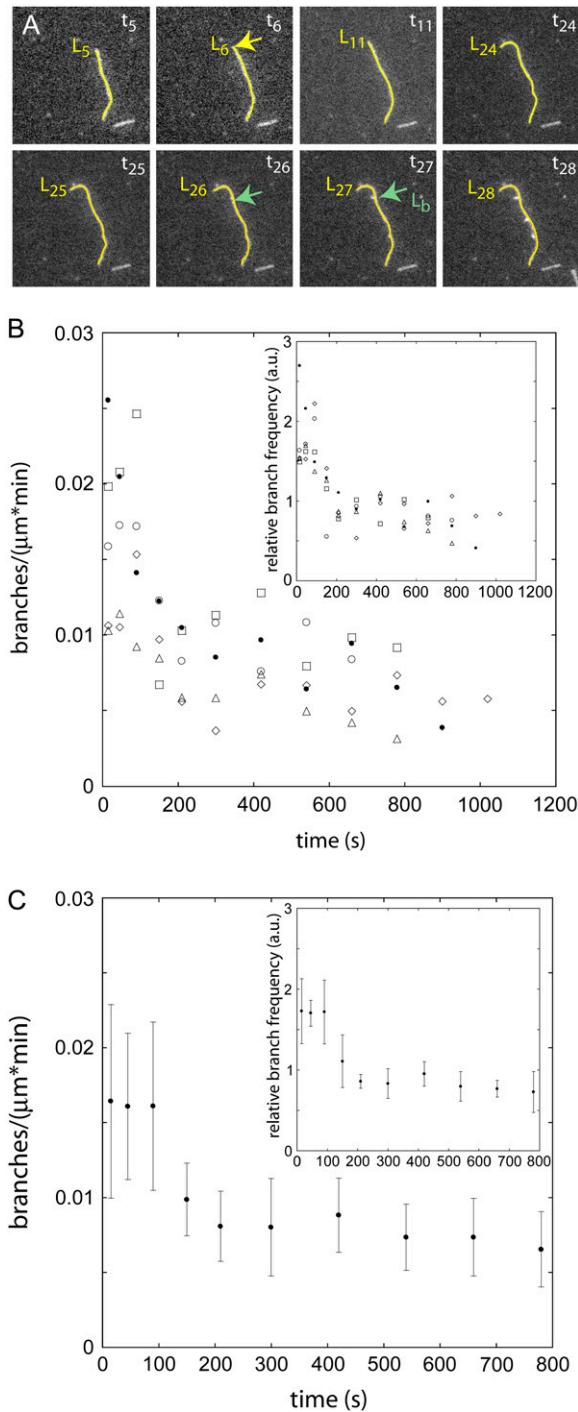 A
L5 t5
L6 t6
L11 t11
L24 t24
L25 t25
L26 t26
L27 t27
Lb
L28 t28
B
branches/(μm*min)
0.03
0.02
0.01
0
0 200 400 600 800 1000 1200
time (s)
relative branch frequency (a.u.)
3
2
1
0
0 200 400 600 800 1000 1200
C
branches/(μm*min)
0.03
0.02
0.01
0
0 100 200 300 400 500 600 700 800
time (s)
relative branch frequency (a.u.)
3
2
1
0
0 100 200 300 400 500 600 700 800